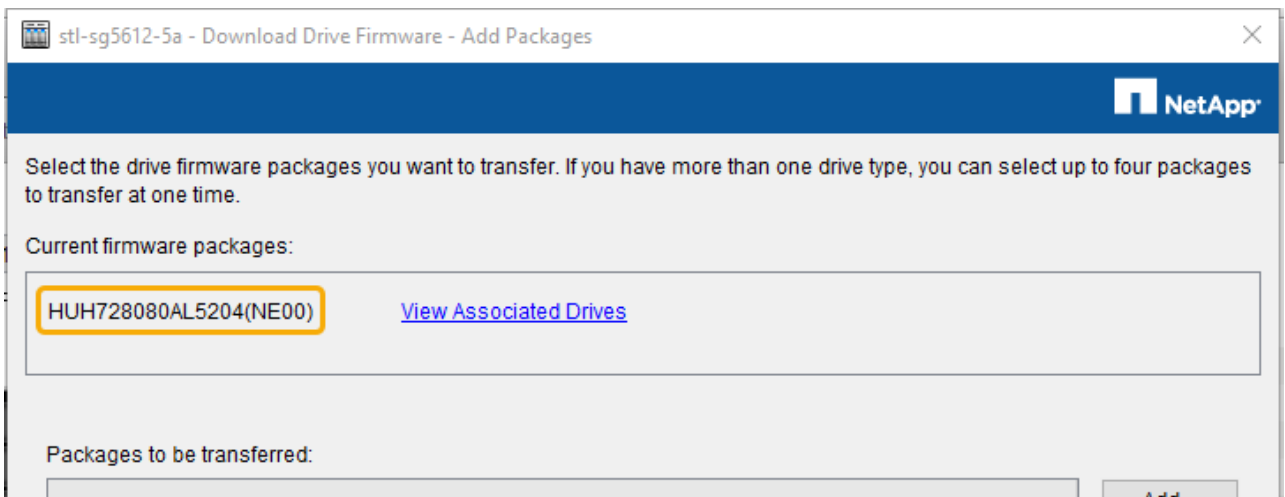 stl-sg5612-5a - Download Drive Firmware - Add Packages
NetApp
Select the drive firmware packages you want to transfer. If you have more than one drive type, you can select up to four packages
to transfer at one time.
Current firmware packages:
HUH728080AL5204(NE00) View Associated Drives
Packages to be transferred:
Add...